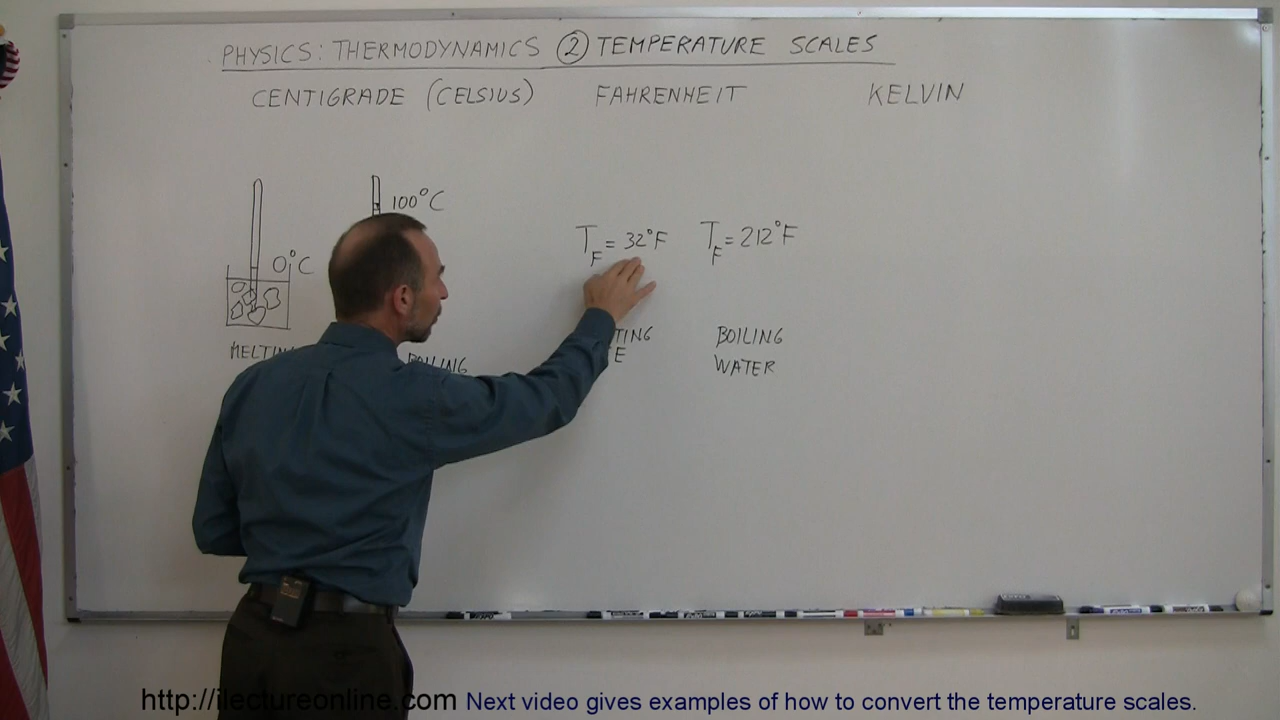 PHYSICS: THERMODYNAMICS ② TEMPERATURE SCALES
CENTIGRADE (CELSIUS) FAHRENHEIT KELVIN
100°C
T_F = 32°F T_F = 212°F
0°C
BOILING
WATER
http://ilectureonline.com Next video gives examples of how to convert the temperature scales.